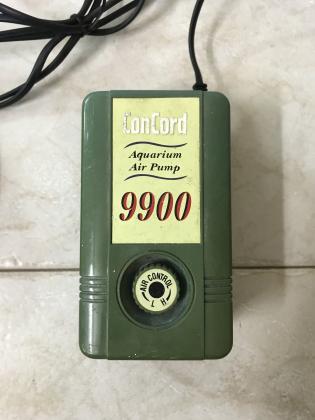 ConCord
Aquarium
Air Pump
9900
AIR CONTROL
L H